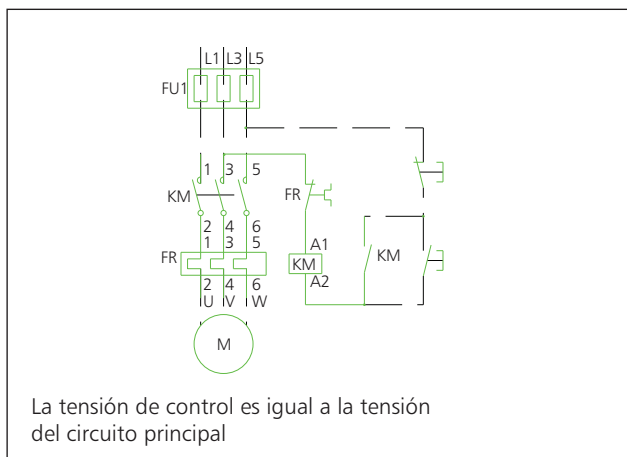 L1 L3 L5
FU1
1 3 5
KM FR
2 4 6
1 3 5 A1
FR KM KM
2 4 6 A2
U V W
M
La tensión de control es igual a la tensión
del circuito principal